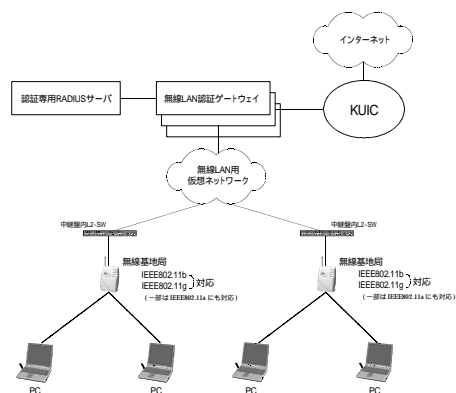 インターネット
認証専用RADIUSサーバ
無線LAN認証ゲートウェイ
KUIC
無線LAN用
仮想ネットワーク
中継盤内L2-SW
中継盤内L2-SW
無線基地局
IEEE802.11b
IEEE802.11g
対応
(一部はIEEE802.11aにも対応)
無線基地局
IEEE802.11b
IEEE802.11g
対応
(一部はIEEE802.11aにも対応)
PC
PC
PC
PC